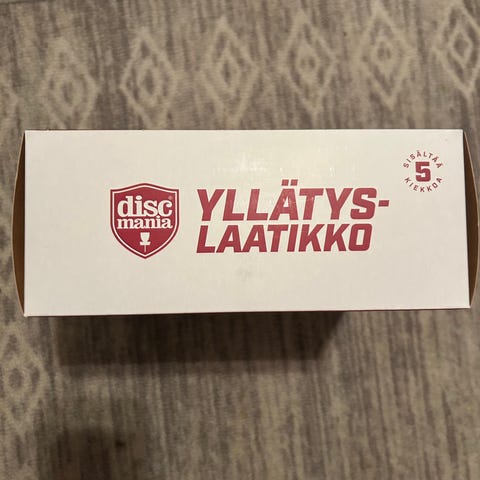 disc
mania
YLLÄTYS-
LAATIKKO
SISÄLTÄÄ
5
KIEKKOA